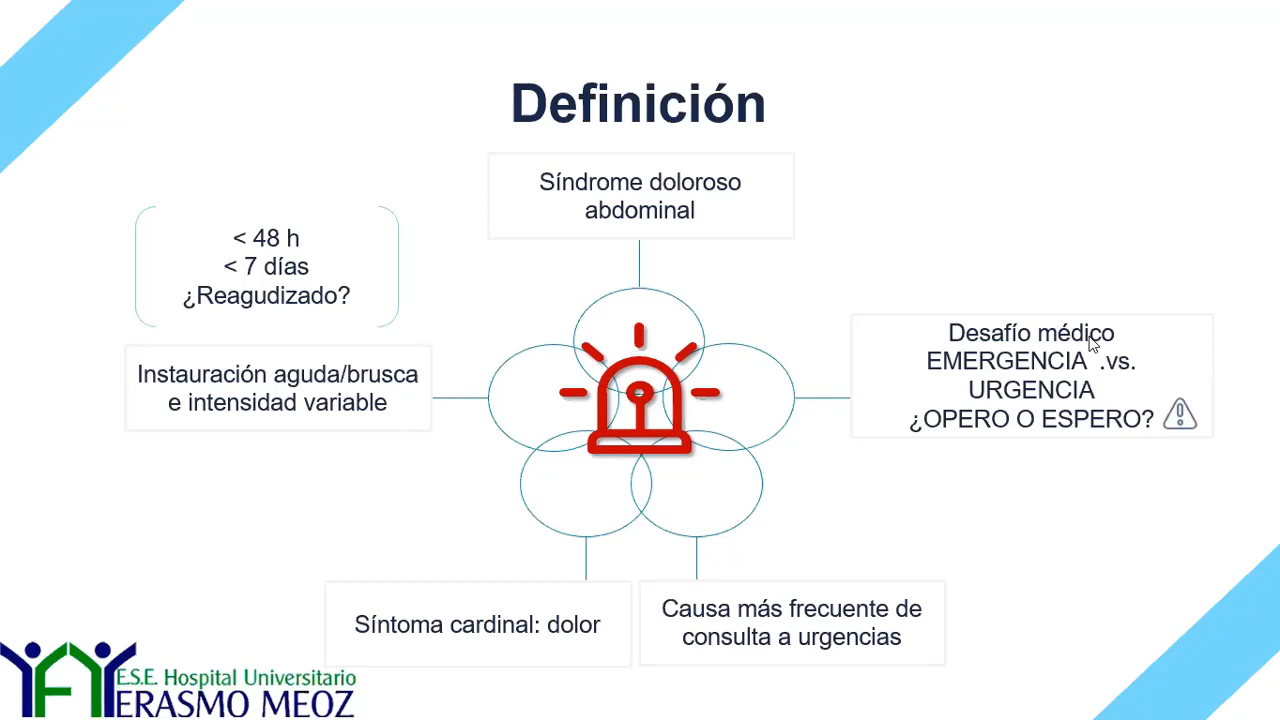 Definición
Síndrome doloroso
abdominal
< 48 h
< 7 días
¿Reagudizado?
Instauración aguda/brusca
e intensidad variable
Desafío médico
EMERGENCIA .vs.
URGENCIA
¿OPERO O ESPERO?
Síntoma cardinal: dolor
Causa más frecuente de
consulta a urgencias
E.S.E. Hospital Universitario
ERASMO MEOZ